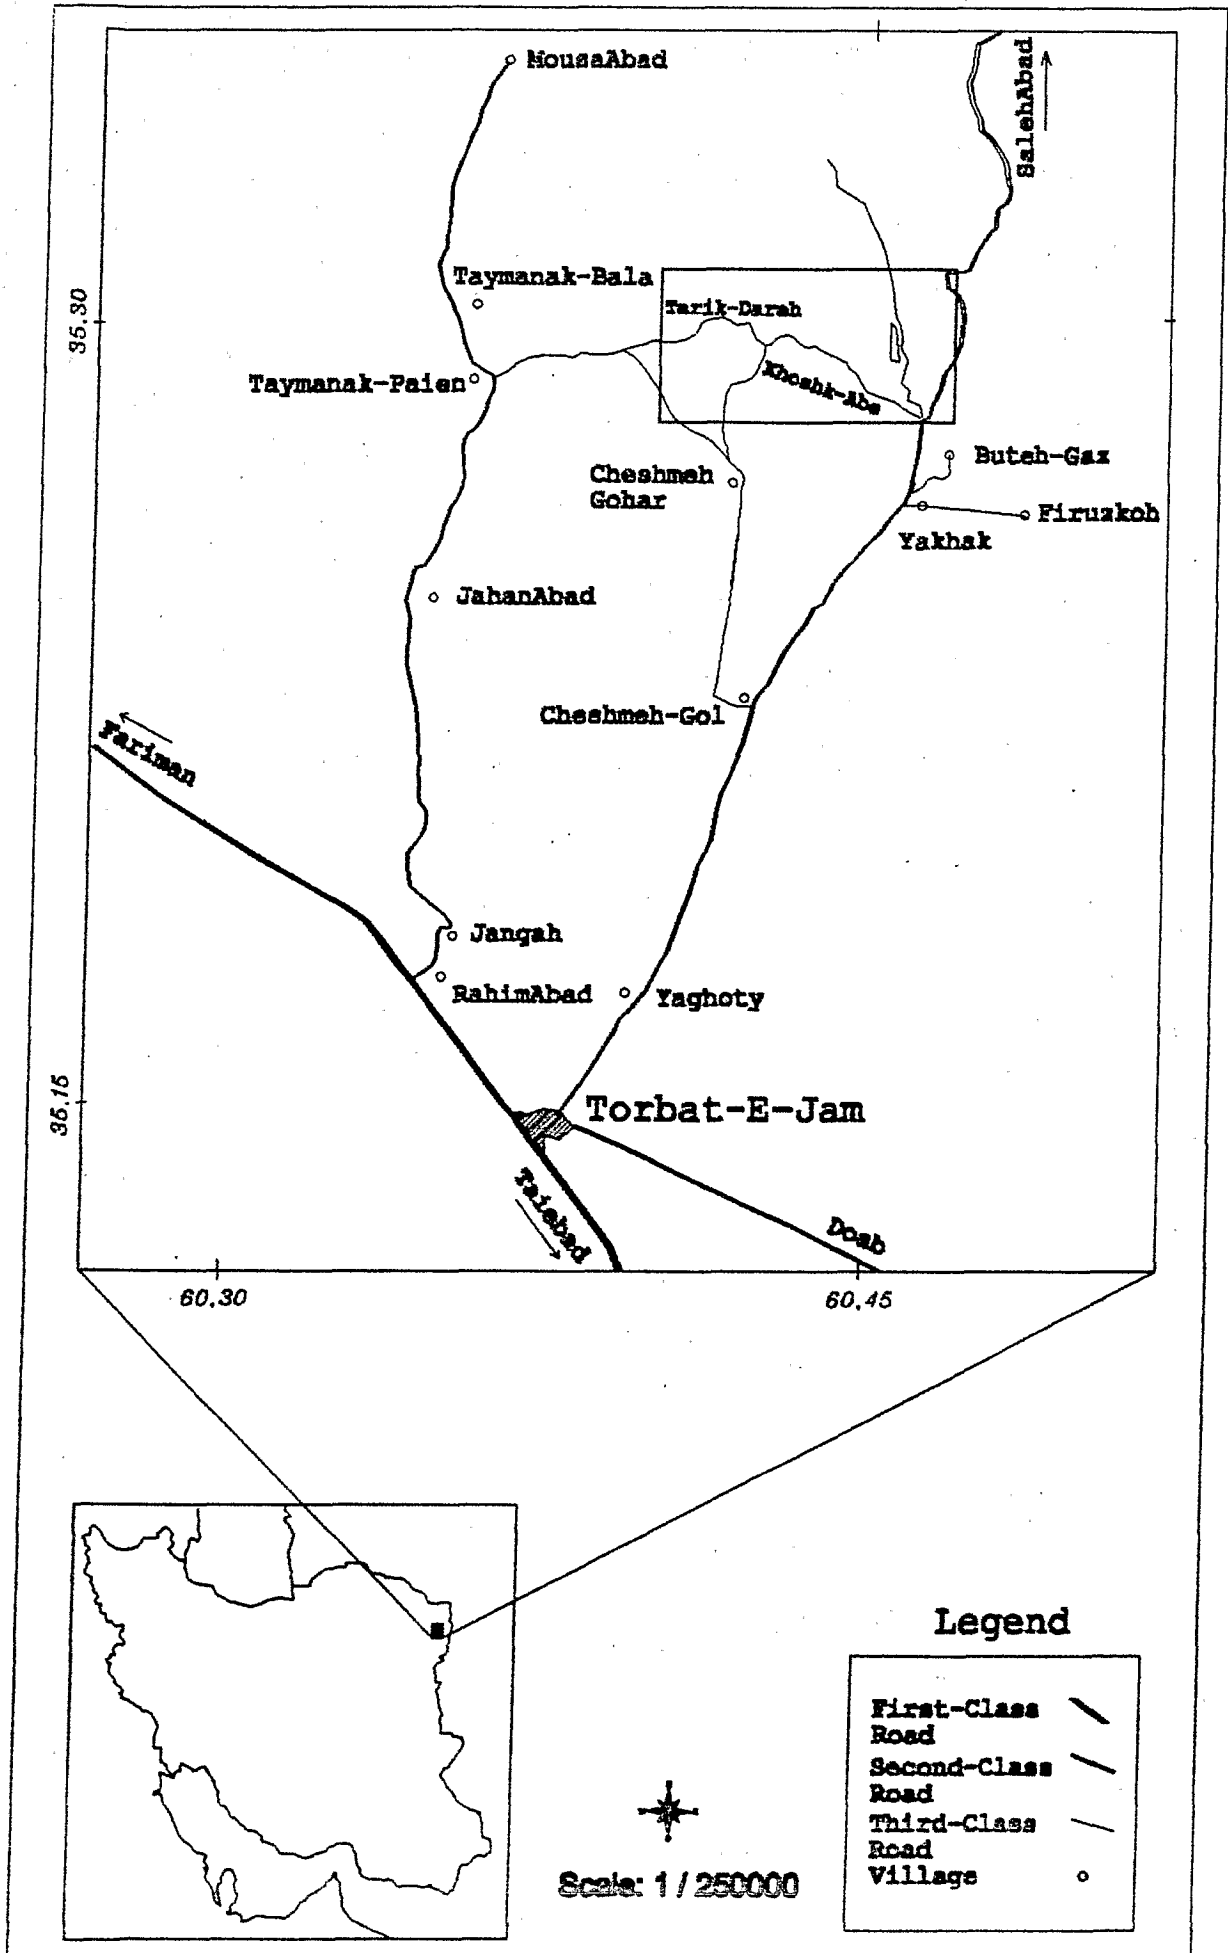 MousaAbad
SalehAbad
Taymanak-Bala
35.30
Tarik-Darah
Taymanak-Paien
Khoshk-Abe
Buteh-Gaz
Cheshmeh
Gohar
Firuzkoh
Yakhak
JahanAbad
Cheshmeh-Gol
Fariman
Jangah
RahimAbad
Yaghoty
35.15
Torbat-E-Jam
Taiebad
Doab
60.30
60.45
Legend
First-Class
Road
Second-Class
Road
Third-Class
Road
Village
Scale: 1 / 250000